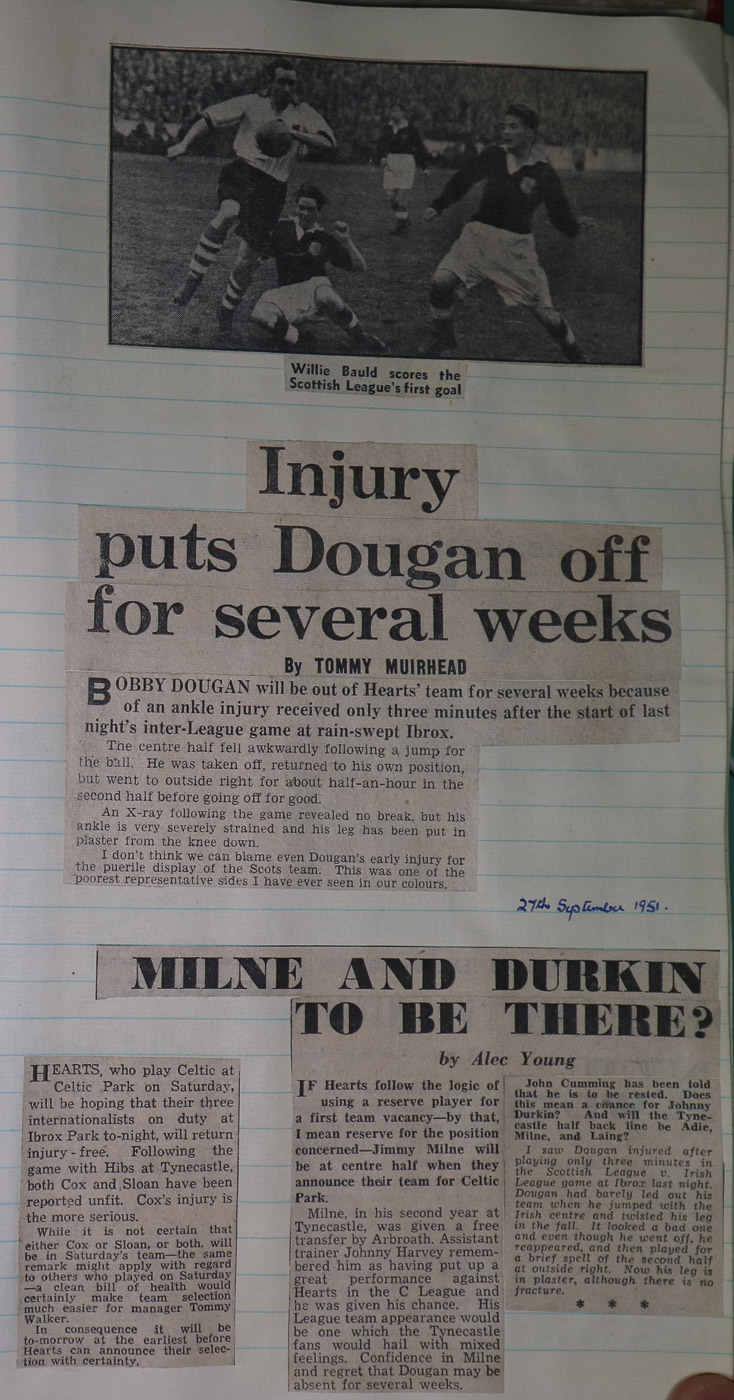 Willie Bauld scores the
Scottish League's first goal
Injury
puts Dougan off
for several weeks
By TOMMY MUIRHEAD
BOBBY DOUGAN will be out of Hearts' team for several weeks because
of an ankle injury received only three minutes after the start of last
night's inter-League game at rain-swept Ibrox.
The centre half fell awkwardly following a jump for
the ball. He was taken off, returned to his own position,
but went to outside right for about half-an-hour in the
second half before going off for good.
An X-ray following the game revealed no break, but his
ankle is very severely strained and his leg has been put in
plaster from the knee down.
I don't think we can blame even Dougan's early injury for
the puerile display of the Scots team. This was one of the
poorest representative sides I have ever seen in our colours.
27th September 1951.
MILNE AND DURKIN
TO BE THERE?
by Alec Young
HEARTS, who play Celtic at
Celtic Park on Saturday,
will be hoping that their three
internationalists on duty at
Ibrox Park to-night, will return
injury-free. Following the
game with Hibs at Tynecastle,
both Cox and Sloan have been
reported unfit. Cox's injury is
the more serious.
While it is not certain that
either Cox or Sloan, or both, will
be in Saturday's team—the same
remark might apply with regard
to others who played on Saturday
—a clean bill of health would
certainly make team selection
much easier for manager Tommy
Walker.
In consequence it will be
to-morrow at the earliest before
Hearts can announce their selec-
tion with certainty.
IF Hearts follow the logic of
using a reserve player for
a first team vacancy—by that,
I mean reserve for the position
concerned—Jimmy Milne will
be at centre half when they
announce their team for Celtic
Park.
Milne, in his second year at
Tynecastle, was given a free
transfer by Arbroath. Assistant
trainer Johnny Harvey remem-
bered him as having put up a
great performance against
Hearts in the C League and
he was given his chance. His
League team appearance would
be one which the Tynecastle
fans would hail with mixed
feelings. Confidence in Milne
and regret that Dougan may be
absent for several weeks.
John Cumming has been told
that he is to be rested. Does
this mean a chance for Johnny
Durkin? And will the Tyne-
castle half back line be Adie,
Milne, and Laing?
I saw Dougan injured after
playing only three minutes in
the Scottish League v. Irish
League game at Ibrox last night.
Dougan had barely led out his
team when he jumped with the
Irish centre and twisted his leg
in the fall. It looked a bad one
and even though he went off, he
reappeared, and then played for
a brief spell of the second half
at outside right. Now his leg is
in plaster, although there is no
fracture.
* * *